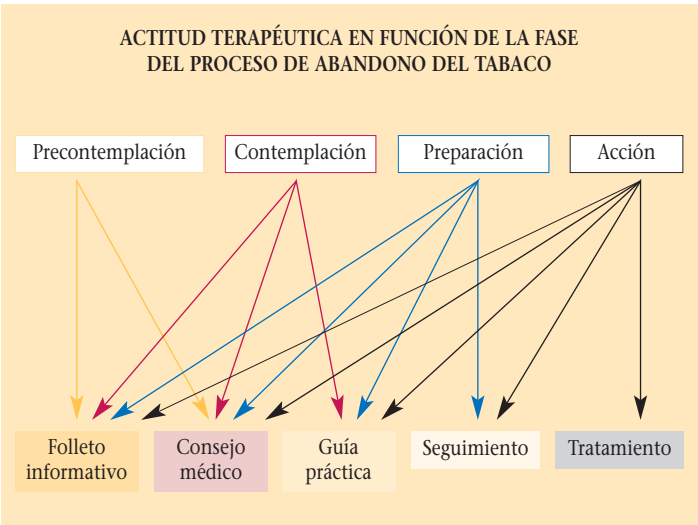 ACTITUD TERAPÉUTICA EN FUNCIÓN DE LA FASE
DEL PROCESO DE ABANDONO DEL TABACO
Precontemplación
Contemplación
Preparación
Acción
Folleto
informativo
Consejo
médico
Guía
práctica
Seguimiento
Tratamiento